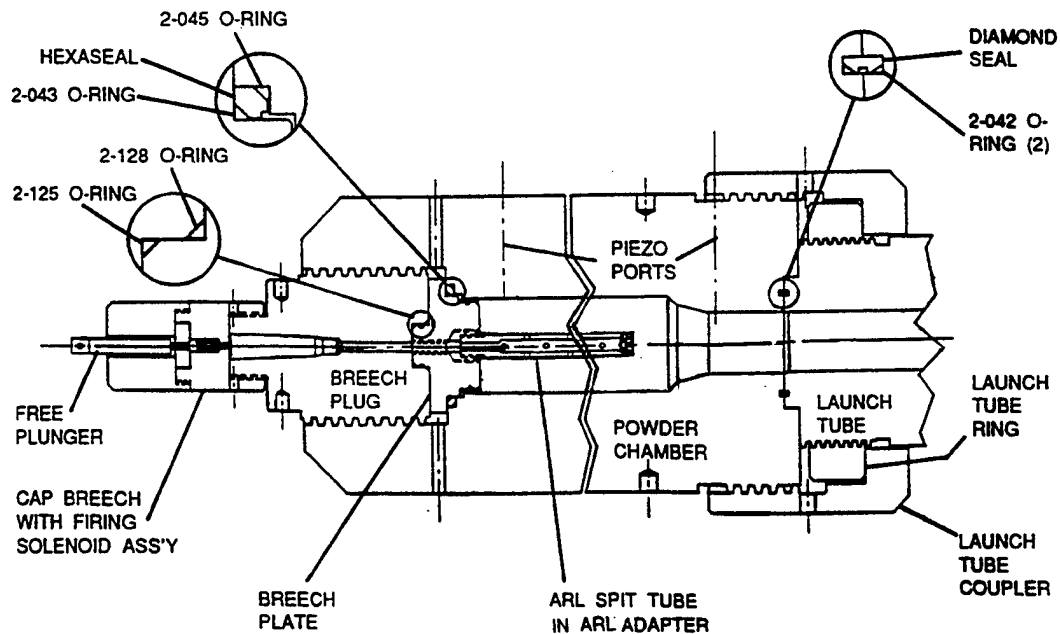 2-045 O-RING
HEXASEAL
2-043 O-RING
2-128 O-RING
2-125 O-RING
DIAMOND
SEAL
2-042 O-
RING (2)
PIEZO
PORTS
BREECH
PLUG
FREE
PLUNGER
POWDER
CHAMBER
LAUNCH
TUBE
LAUNCH
TUBE
RING
CAP BREECH
WITH FIRING
SOLENOID ASS'Y
BREECH
PLATE
ARL SPIT TUBE
IN ARL ADAPTER
LAUNCH
TUBE
COUPLER